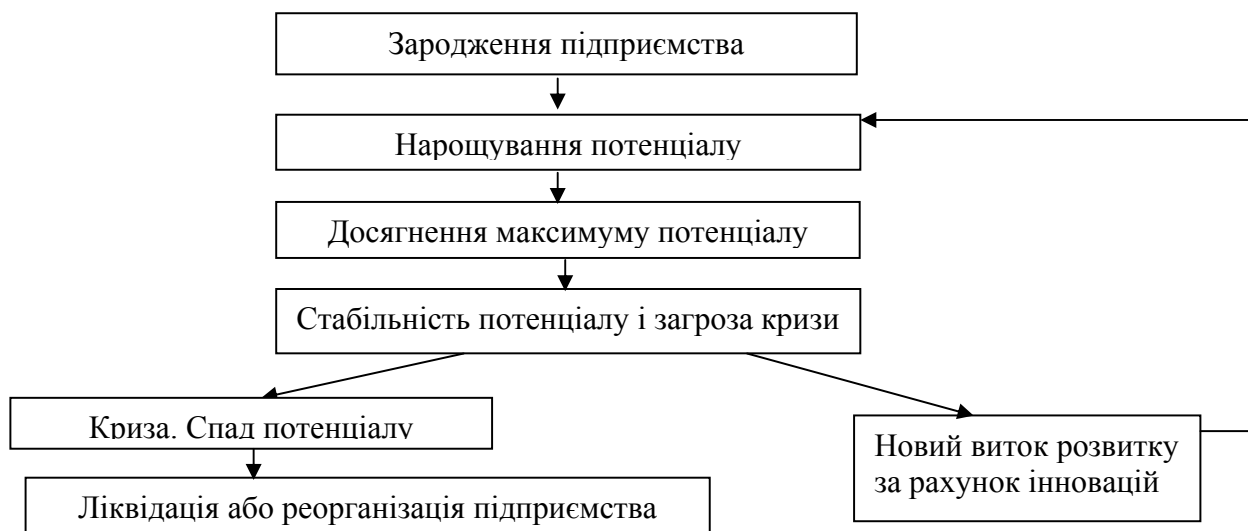 Зародження підприємства
Нарощування потенціалу
Досягнення максимуму потенціалу
Стабільність потенціалу і загроза кризи
Криза. Спад потенціалу
Новий виток розвитку
за рахунок інновацій
Ліквідація або реорганізація підприємства